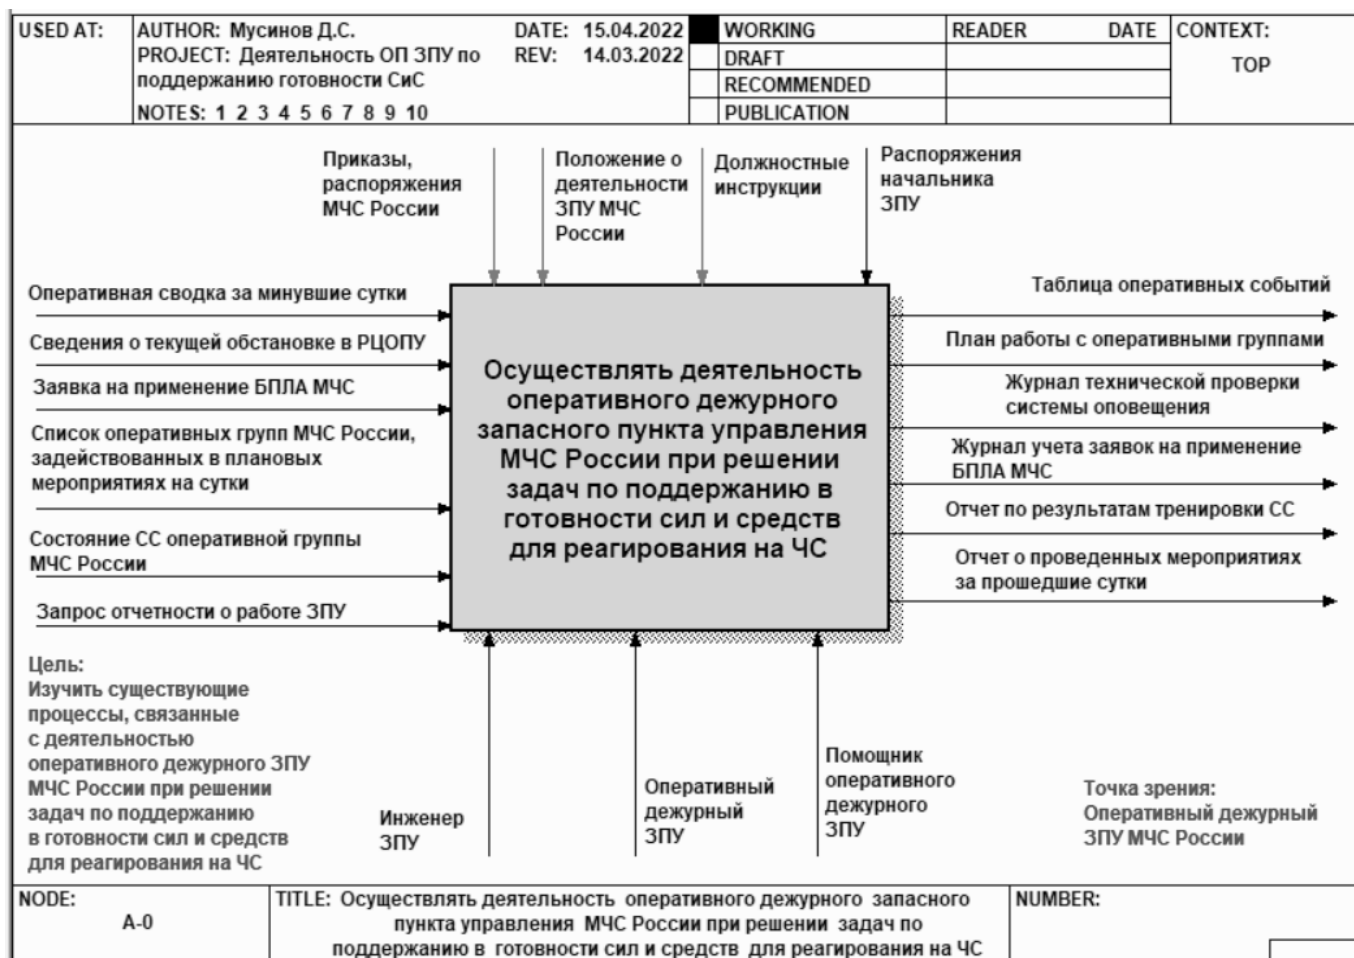 USED AT:
AUTHOR: Мусинов Д.С.
DATE: 15.04.2022
PROJECT: Деятельность ОП ЗПУ по
поддержанию готовности СиС
REV: 14.03.2022
NOTES: 1 2 3 4 5 6 7 8 9 10
WORKING
DRAFT
RECOMMENDED
PUBLICATION
READER
DATE
CONTEXT:
TOP
Приказы,
распоряжения
МЧС России
Положение о
деятельности
ЗПУ МЧС
России
Должностные
инструкции
Распоряжения
начальника
ЗПУ
Оперативная сводка за минувшие сутки
Сведения о текущей обстановке в РЦОПУ
Заявка на применение БПЛА МЧС
Список оперативных групп МЧС России,
задействованных в плановых
мероприятиях на сутки
Состояние СС оперативной группы
МЧС России
Запрос отчетности о работе ЗПУ
Осуществлять деятельность
оперативного дежурного
запасного пункта управления
МЧС России при решении
задач по поддержанию в
готовности сил и средств
для реагирования на ЧС
Таблица оперативных событий
План работы с оперативными группами
Журнал технической проверки
системы оповещения
Журнал учета заявок на применение
БПЛА МЧС
Отчет по результатам тренировки СС
Отчет о проведенных мероприятиях
за прошедшие сутки
Цель:
Изучить существующие
процессы, связанные
с деятельностью
оперативного дежурного ЗПУ
МЧС России при решении
задач по поддержанию
в готовности сил и средств
для реагирования на ЧС
Инженер
ЗПУ
Оперативный
дежурный
ЗПУ
Помощник
оперативного
дежурного
ЗПУ
Точка зрения:
Оперативный дежурный
ЗПУ МЧС России
NODE:
A-0
TITLE: Осуществлять деятельность оперативного дежурного запасного
пункта управления МЧС России при решении задач по
поддержанию в готовности сил и средств для реагирования на ЧС
NUMBER: